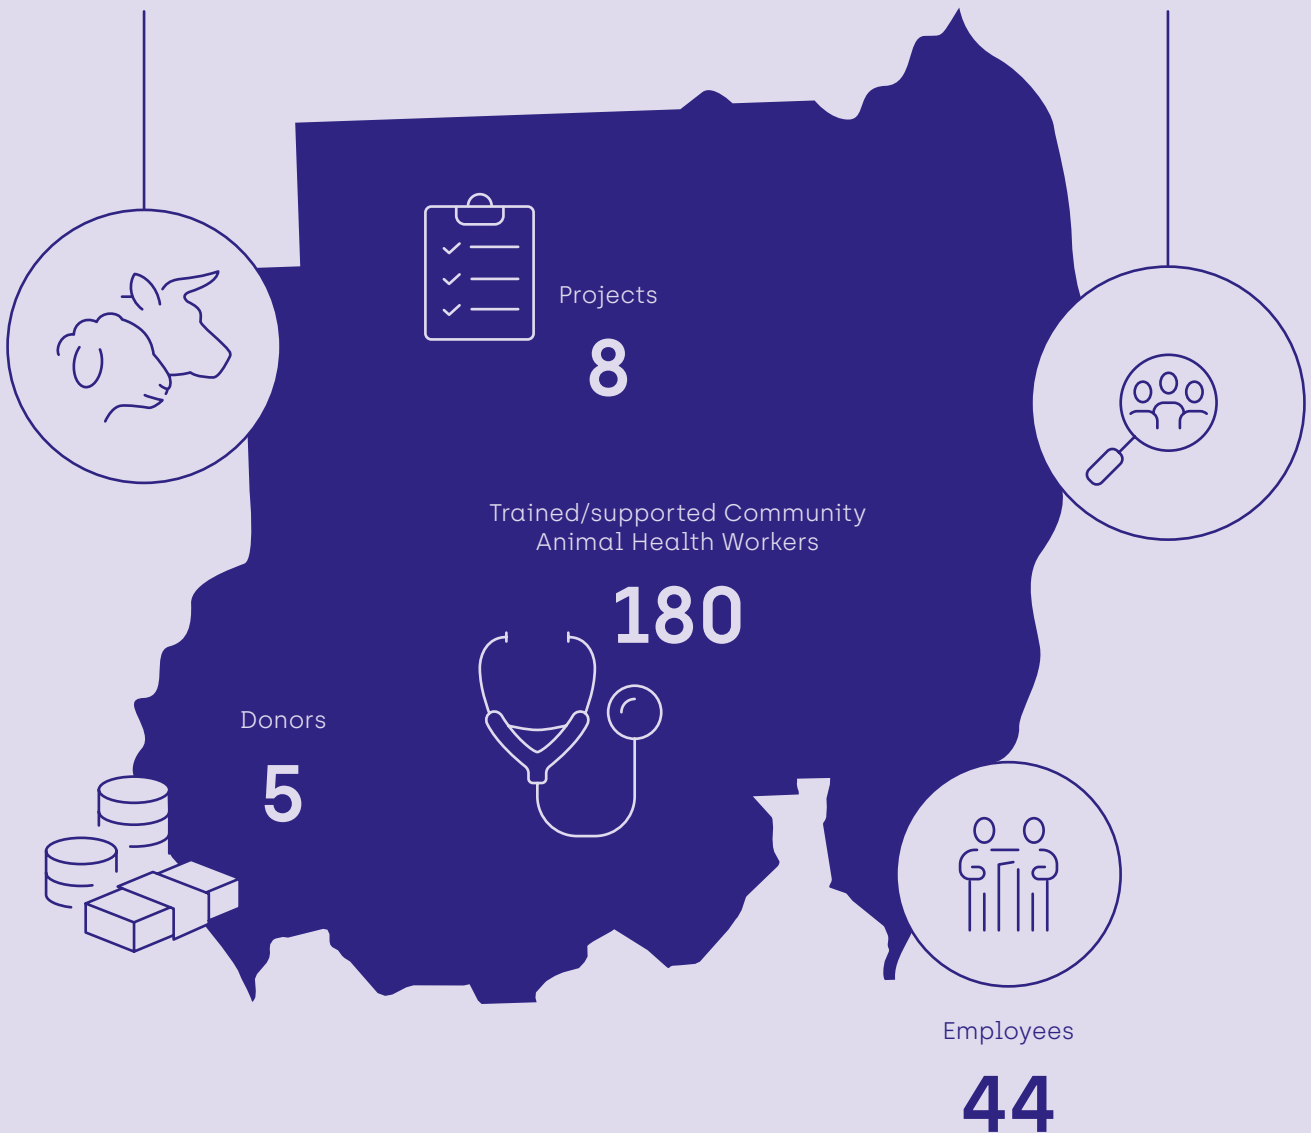 Projects
8
Trained/supported Community
Animal Health Workers
180
Donors
5
Employees
44